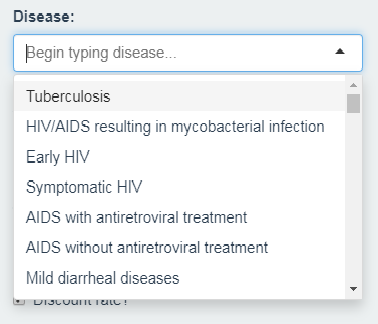 Disease:
Begin typing disease...
Tuberculosis
HIV/AIDS resulting in mycobacterial infection
Early HIV
Symptomatic HIV
AIDS with antiretroviral treatment
AIDS without antiretroviral treatment
Mild diarrheal diseases
Discount rate?